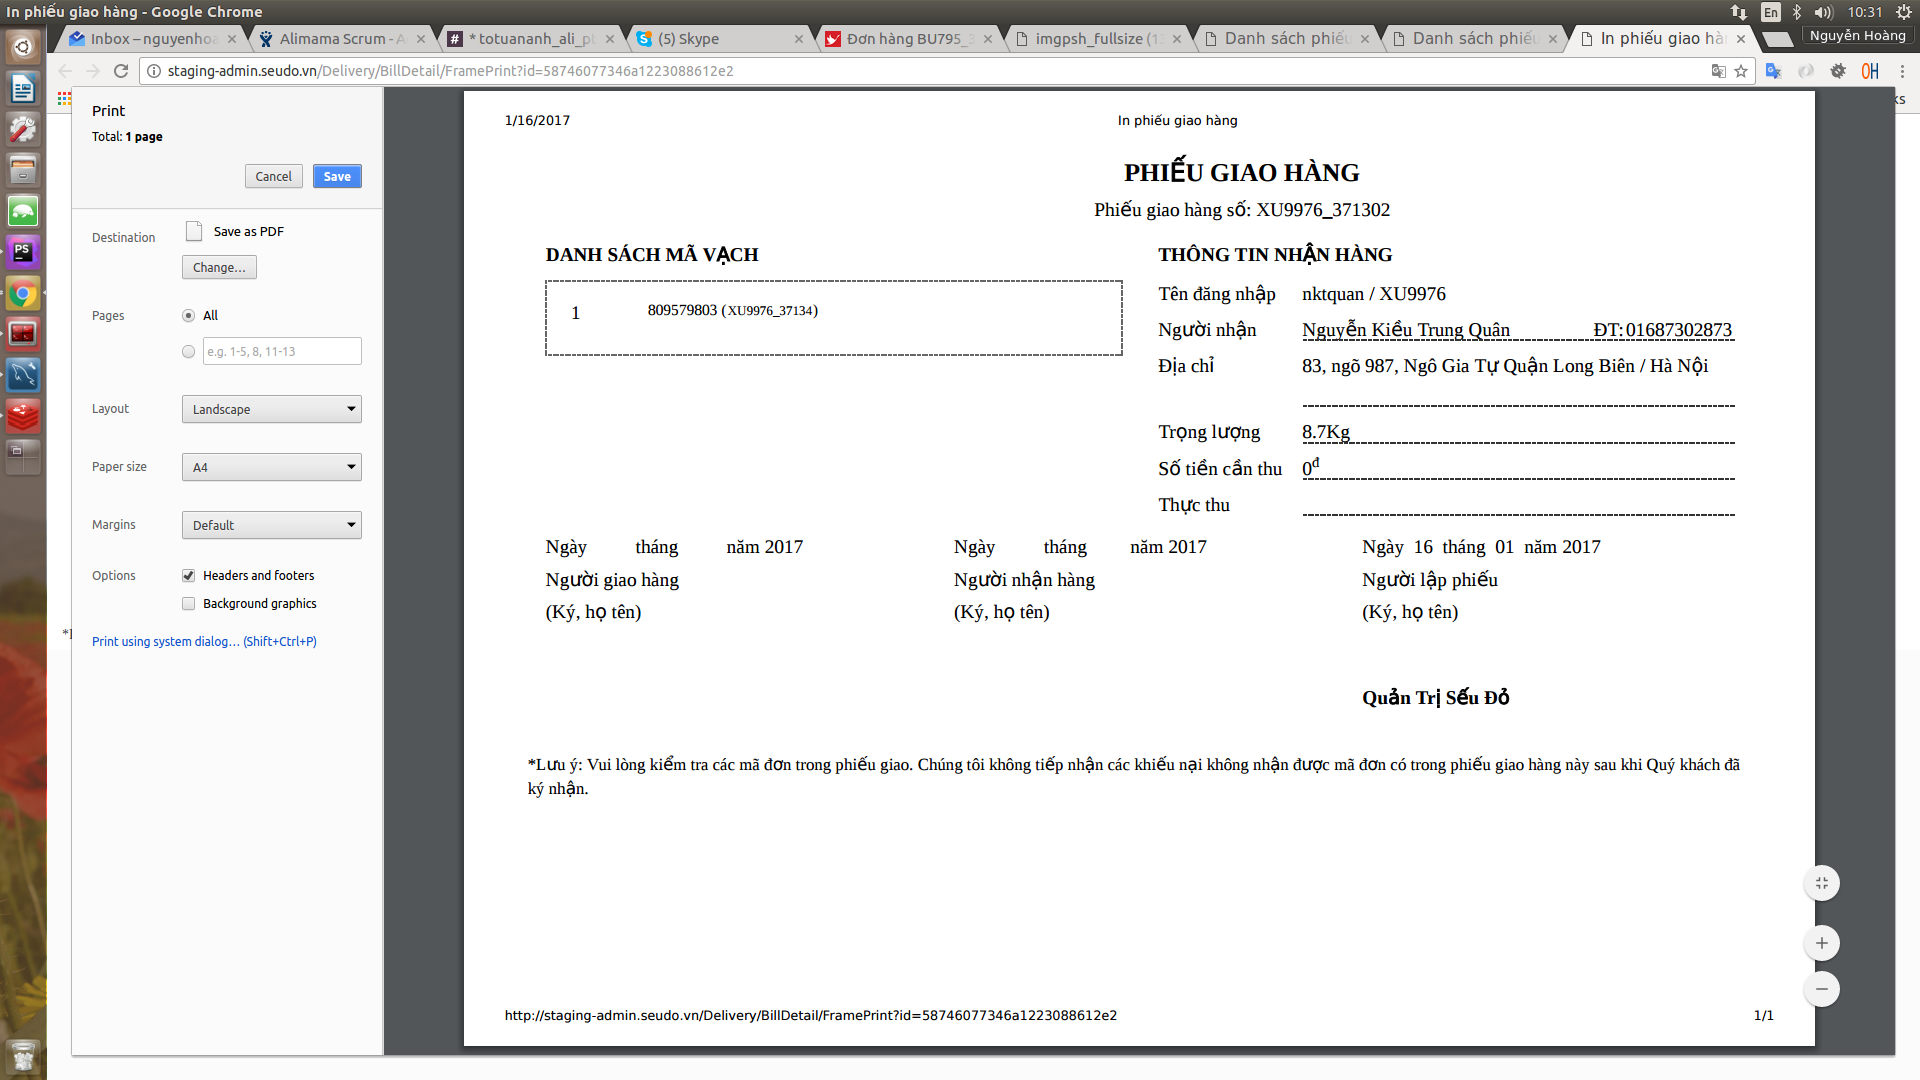 In phiếu giao hàng - Google Chrome
En
10:31
Inbox – nguyenhoa
Alimama Scrum - A
* totuananh_ali_pt
(5) Skype
Đơn hàng BU795_3
imgpsh_fullsize (1
Danh sách phiếu
Danh sách phiếu
In phiếu giao hàn
Nguyễn Hoàng
staging-admin.seudo.vn/Delivery/BillDetail/FramePrint?id=58746077346a1223088612e2
Print
Total: 1 page
Cancel
Save
Destination
Save as PDF
Change...
Pages
All
e.g. 1-5, 8, 11-13
Layout
Landscape
Paper size
A4
Margins
Default
Options
Headers and footers
Background graphics
Print using system dialog... (Shift+Ctrl+P)
1/16/2017
In phiếu giao hàng
PHIẾU GIAO HÀNG
Phiếu giao hàng số: XU9976_371302
DANH SÁCH MÃ VẠCH
1 809579803 (XU9976_37134)
THÔNG TIN NHẬN HÀNG
Tên đăng nhập nktquan / XU9976
Người nhận Nguyễn Kiều Trung Quân ĐT: 01687302873
Địa chỉ 83, ngõ 987, Ngô Gia Tự Quận Long Biên / Hà Nội
Trọng lượng 8.7Kg
Số tiền cần thu 0đ
Thực thu
Ngày tháng năm 2017
Người giao hàng
(Ký, họ tên)
Ngày tháng năm 2017
Người nhận hàng
(Ký, họ tên)
Ngày 16 tháng 01 năm 2017
Người lập phiếu
(Ký, họ tên)
Quản Trị Sếu Đỏ
*Lưu ý: Vui lòng kiểm tra các mã đơn trong phiếu giao. Chúng tôi không tiếp nhận các khiếu nại không nhận được mã đơn có trong phiếu giao hàng này sau khi Quý khách đã
ký nhận.
http://staging-admin.seudo.vn/Delivery/BillDetail/FramePrint?id=58746077346a1223088612e2
1/1